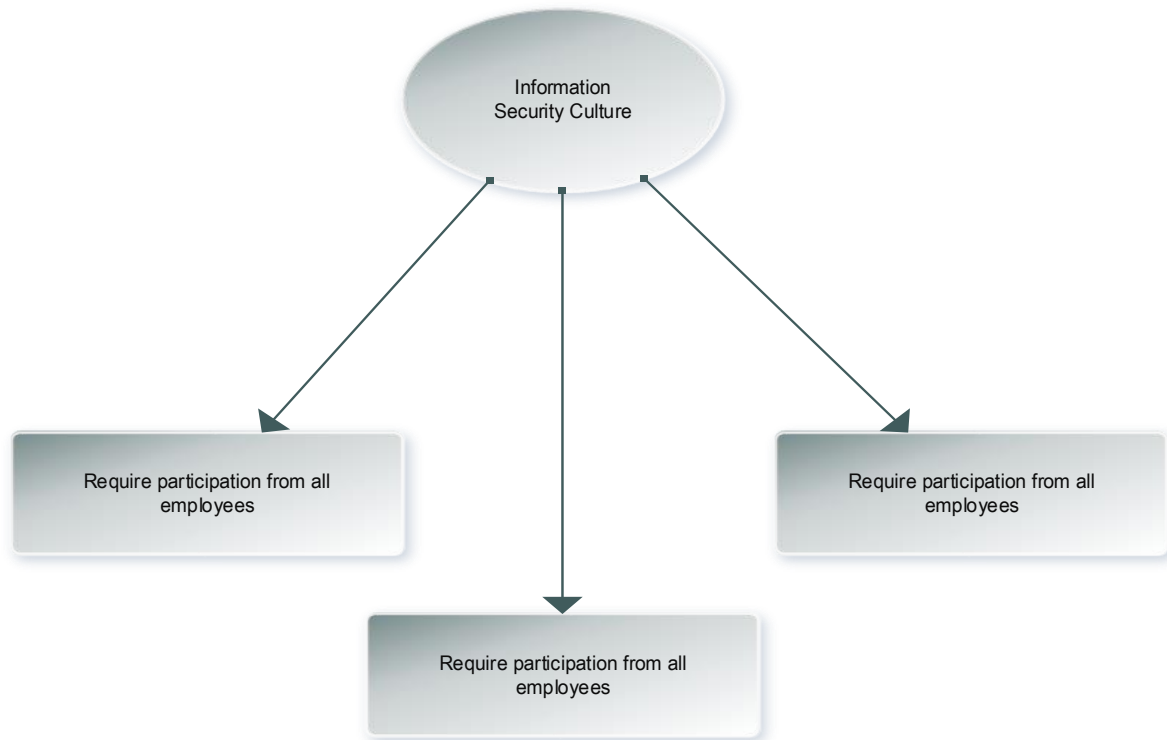 Information
Security Culture
Require participation from all
employees
Require participation from all
employees
Require participation from all
employees